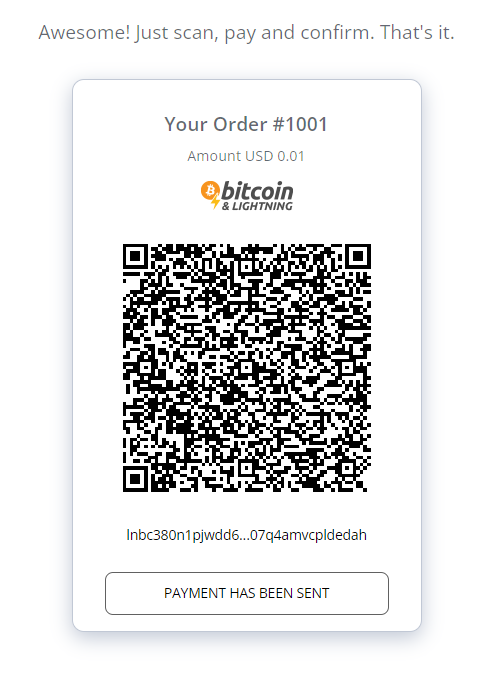 Awesome! Just scan, pay and confirm. That's it.
Your Order #1001
Amount USD 0.01
bitcoin
& LIGHTNING
lnbc380n1pjwdd6...07q4amvcpldedah
PAYMENT HAS BEEN SENT